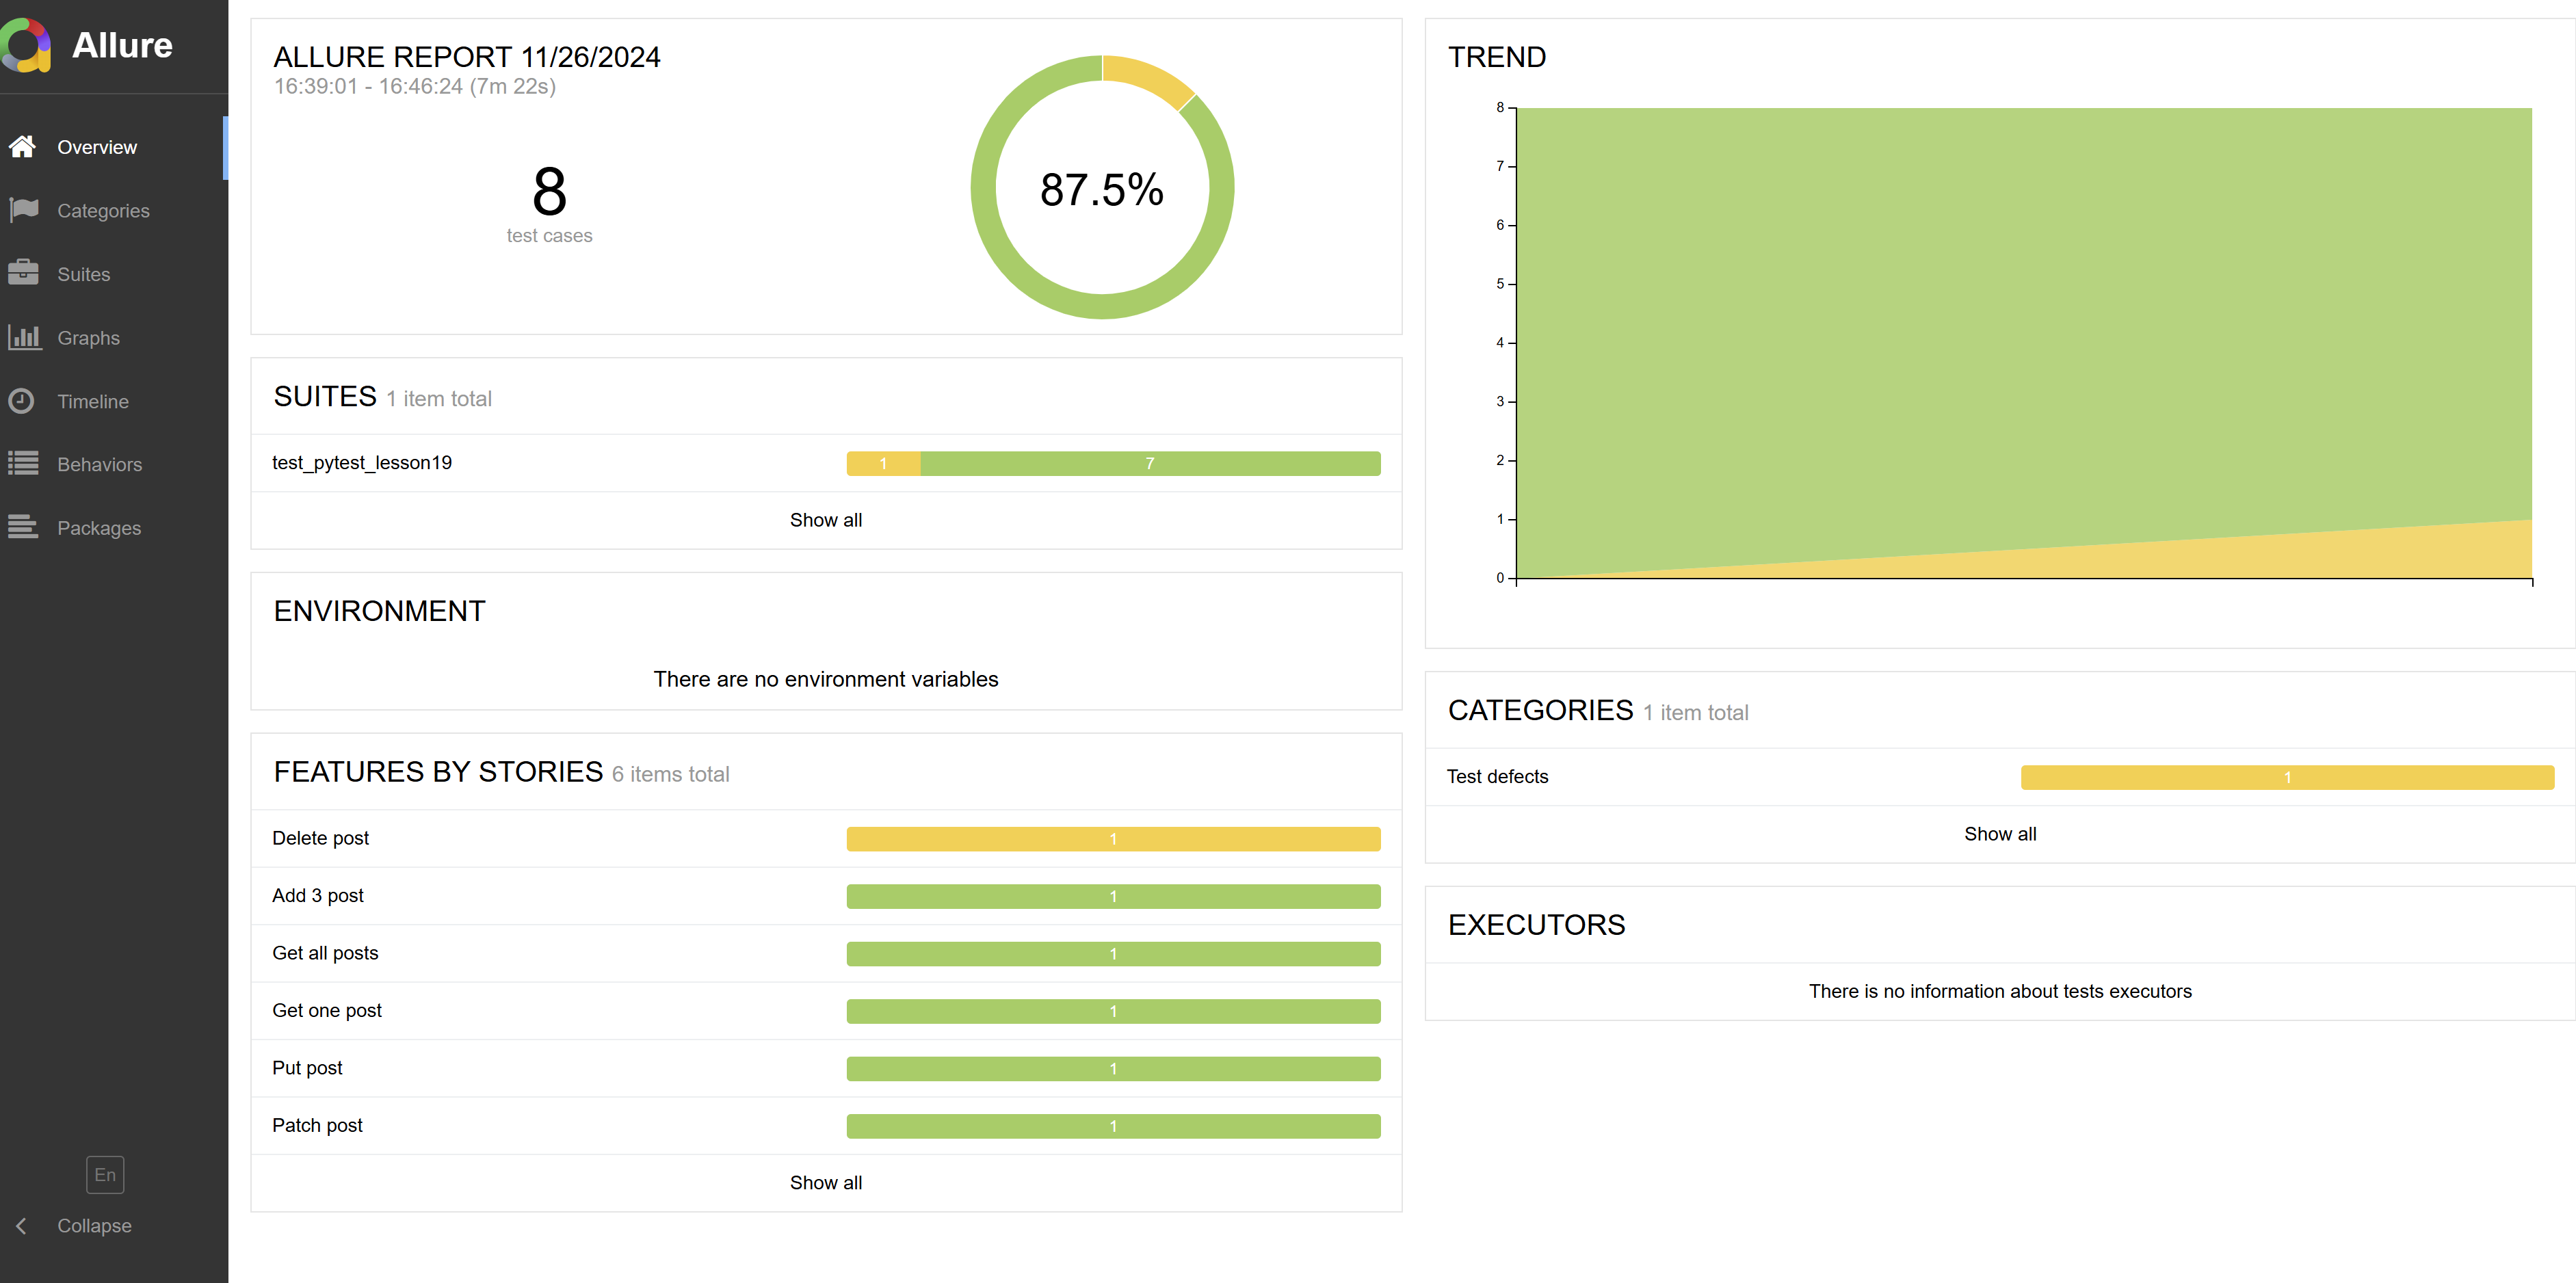 Allure
Overview
Categories
Suites
Graphs
Timeline
Behaviors
Packages
En
Collapse
ALLURE REPORT 11/26/2024
16:39:01 - 16:46:24 (7m 22s)
8
test cases
87.5%
SUITES 1 item total
test_pytest_lesson19 1 7
Show all
ENVIRONMENT
There are no environment variables
FEATURES BY STORIES 6 items total
Delete post 1
Add 3 post 1
Get all posts 1
Get one post 1
Put post 1
Patch post 1
Show all
TREND
8
7
6
5
4
3
2
1
0
CATEGORIES 1 item total
Test defects 1
Show all
EXECUTORS
There is no information about tests executors